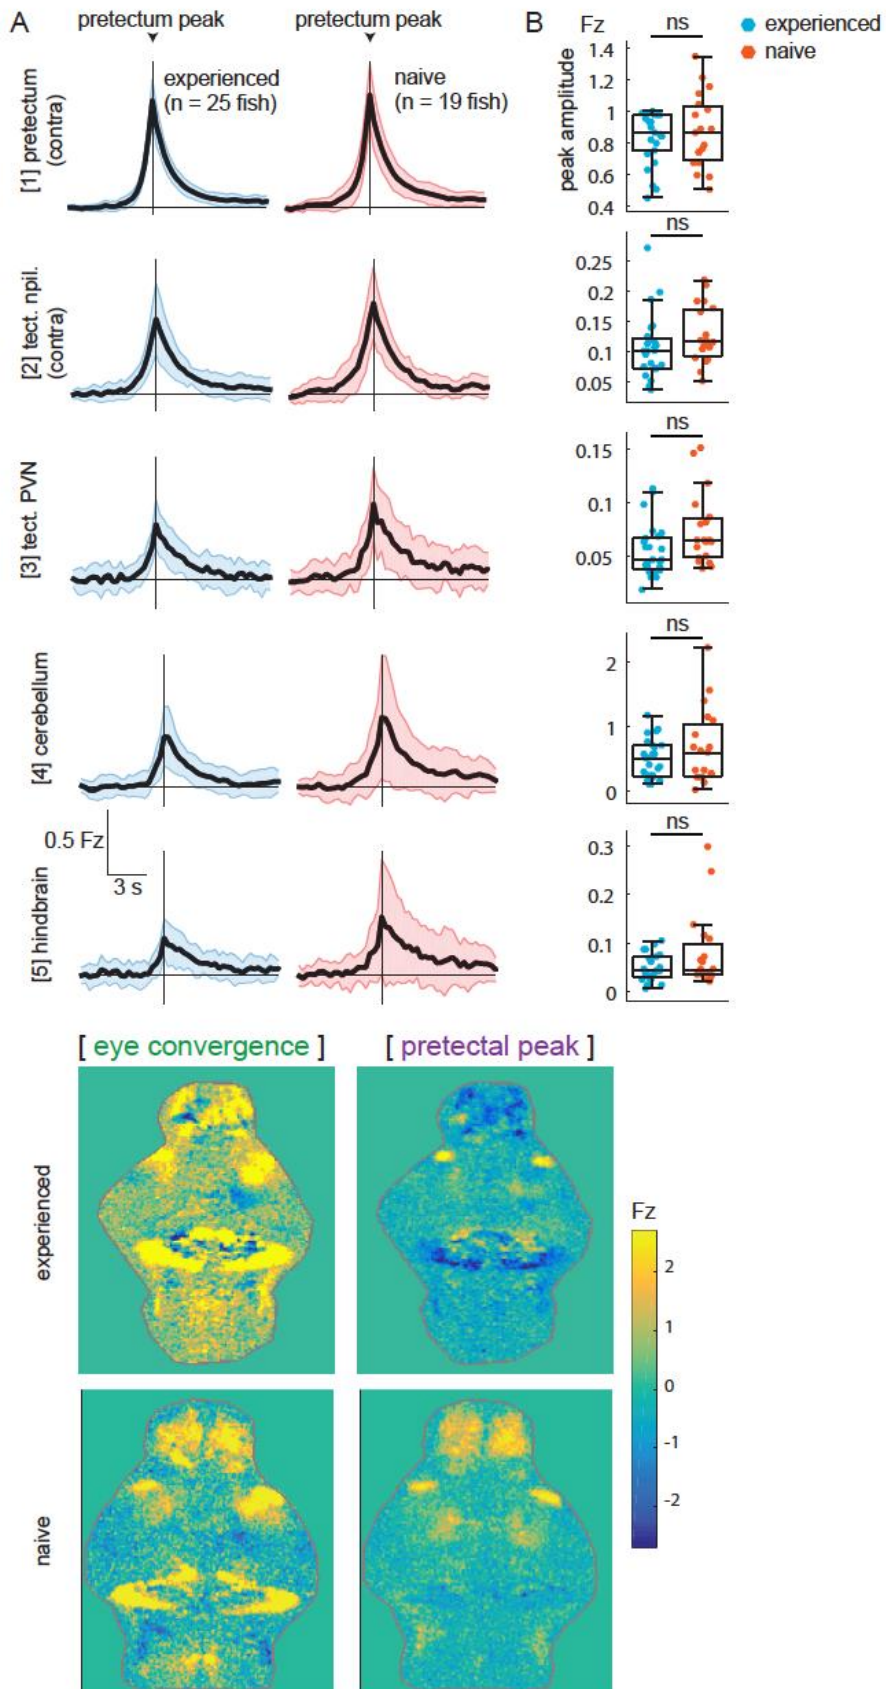 A
pretectum peak
pretectum peak
experienced
(n = 25 fish)
naive
(n = 19 fish)
[1] pretectum
(contra)
[2] tect. npil.
(contra)
[3] tect. PVN
[4] cerebellum
[5] hindbrain
0.5 Fz
3 s
B
Fz
ns
experienced
naive
peak amplitude
1.4
1.2
1
0.8
0.6
0.4
ns
0.25
0.2
0.15
0.1
0.05
ns
0.15
0.1
0.05
ns
2
1
0
ns
0.3
0.2
0.1
0
[ eye convergence ]
[ pretectal peak ]
experienced
naive
Fz
2
1
0
-1
-2